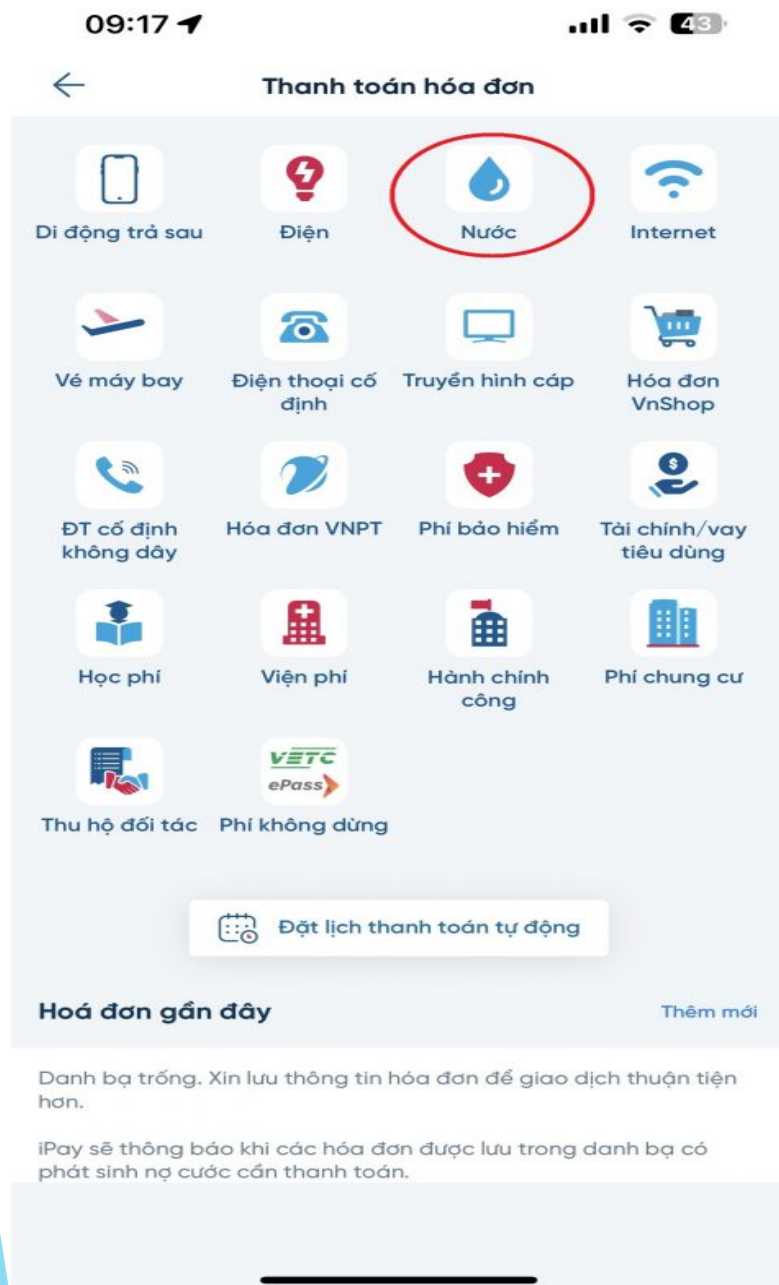 09:17
43
Thanh toán hóa đơn
Di động trả sau
Điện
Nước
Internet
Vé máy bay
Điện thoại cố
định
Truyền hình cáp
Hóa đơn
VnShop
ĐT cố định
không dây
Hóa đơn VNPT
Phí bảo hiểm
Tài chính/vay
tiêu dùng
Học phí
Viện phí
Hành chính
công
Phí chung cư
VETC
ePass
Thu hộ đối tác
Phí không dừng
Đặt lịch thanh toán tự động
Hoá đơn gần đây
Thêm mới
Danh bạ trống. Xin lưu thông tin hóa đơn để giao dịch thuận tiện
hơn.
iPay sẽ thông báo khi các hóa đơn được lưu trong danh bạ có
phát sinh nợ cước cần thanh toán.